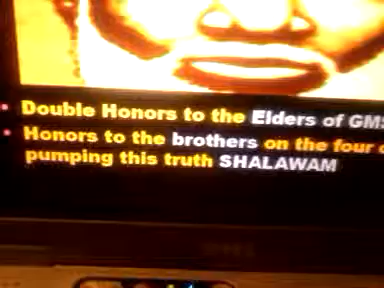 Double Honors to the Elders of GMS
Honors to the brothers on the four
pumping this truth SHALAWAM